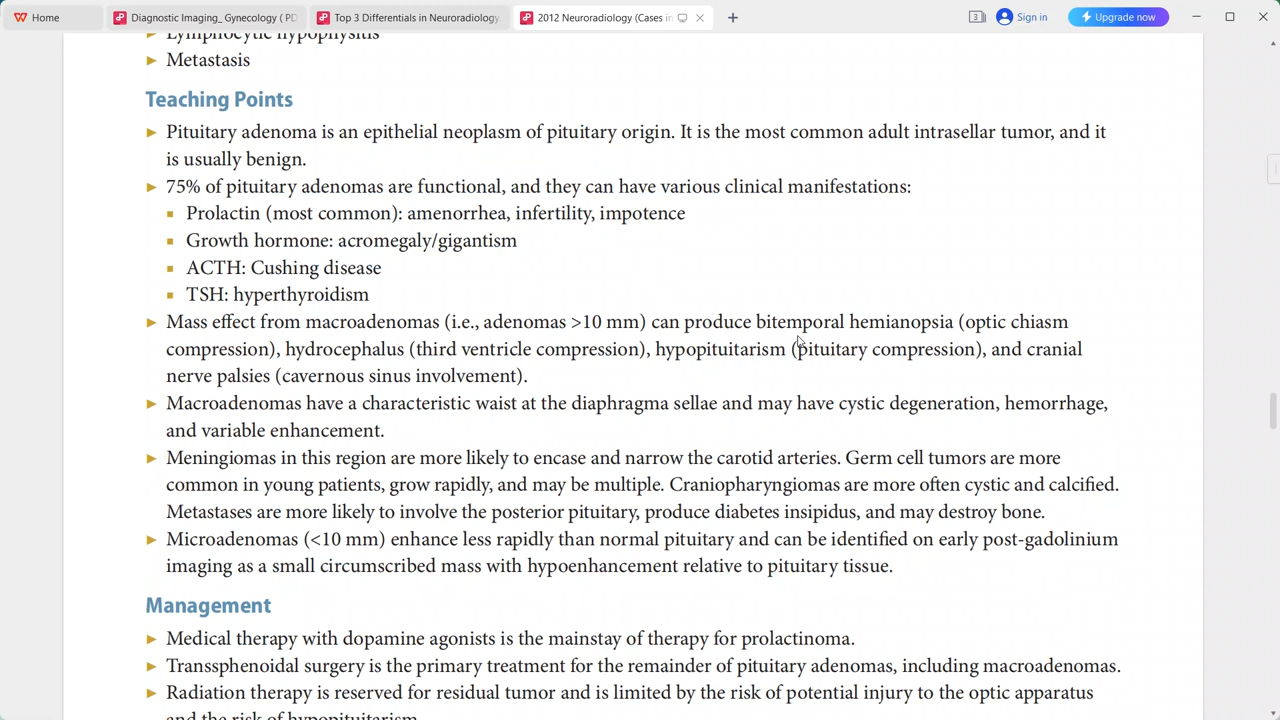 Home
Diagnostic Imaging_ Gynecology ( PD
Top 3 Differentials in Neuroradiology
2012 Neuroradiology (Cases in
3
Sign in
Upgrade now
► Lymphocytic hypophysitis
► Metastasis
Teaching Points
► Pituitary adenoma is an epithelial neoplasm of pituitary origin. It is the most common adult intrasellar tumor, and it
is usually benign.
► 75% of pituitary adenomas are functional, and they can have various clinical manifestations:
▪ Prolactin (most common): amenorrhea, infertility, impotence
▪ Growth hormone: acromegaly/gigantism
▪ ACTH: Cushing disease
▪ TSH: hyperthyroidism
► Mass effect from macroadenomas (i.e., adenomas >10 mm) can produce bitemporal hemianopsia (optic chiasm
compression), hydrocephalus (third ventricle compression), hypopituitarism (pituitary compression), and cranial
nerve palsies (cavernous sinus involvement).
► Macroadenomas have a characteristic waist at the diaphragma sellae and may have cystic degeneration, hemorrhage,
and variable enhancement.
► Meningiomas in this region are more likely to encase and narrow the carotid arteries. Germ cell tumors are more
common in young patients, grow rapidly, and may be multiple. Craniopharyngiomas are more often cystic and calcified.
Metastases are more likely to involve the posterior pituitary, produce diabetes insipidus, and may destroy bone.
► Microadenomas (<10 mm) enhance less rapidly than normal pituitary and can be identified on early post-gadolinium
imaging as a small circumscribed mass with hypoenhancement relative to pituitary tissue.
Management
► Medical therapy with dopamine agonists is the mainstay of therapy for prolactinoma.
► Transsphenoidal surgery is the primary treatment for the remainder of pituitary adenomas, including macroadenomas.
► Radiation therapy is reserved for residual tumor and is limited by the risk of potential injury to the optic apparatus
and the risk of hypopituitarism